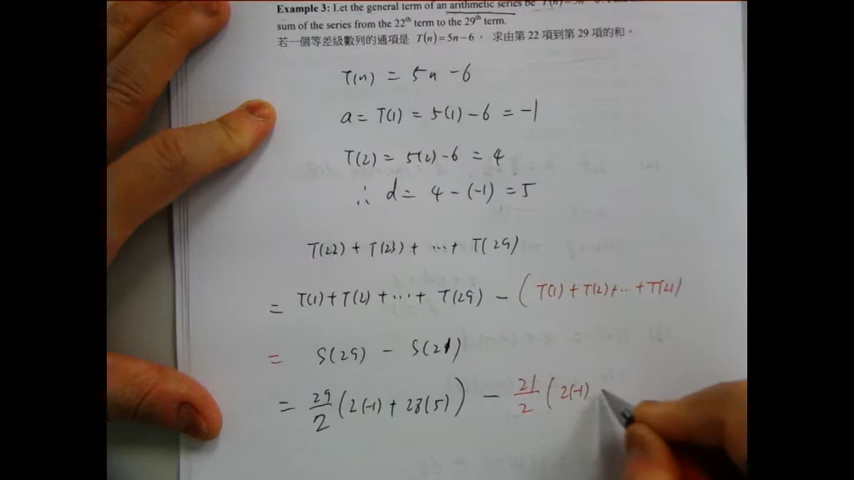 Example 3: Let the general term of an arithmetic series be T(n) = 5n − 6.
sum of the series from the 22th term to the 29th term.
若一個等差級數列的通項是 T(n) = 5n − 6 , 求由第 22 項到第 29 項的和。
T(n) = 5n − 6
a = T(1) = 5(1) − 6 = −1
T(2) = 5(2) − 6 = 4
∴ d = 4 − (−1) = 5
T(22) + T(23) + ... + T(29)
= T(1) + T(2) + ... + T(29) − ( T(1) + T(2) + ... + T(21)
= S(29) − S(21)
= 29/2 ( 2(−1) + 28(5) ) − 21/2 ( 2(−1)